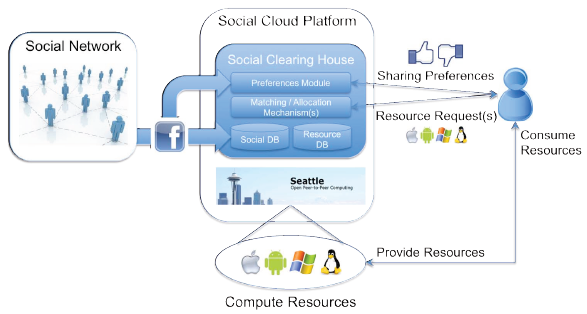 Social Cloud Platform
Social Network
Social Clearing House
Preferences Module
Matching / Allocation
Mechanism(s)
Social DB
Resource
DB
Sharing Preferences
Resource Request(s)
Consume
Resources
Seattle
Open Peer-to-Peer Computing
Provide Resources
Compute Resources